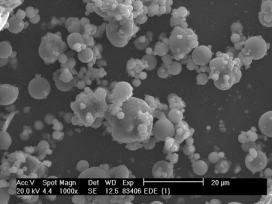 Acc.V Spot Magn Det WD Exp 20 µm
20.0 kV 4.4 1000x SE 12.5 83406 EDE {1}